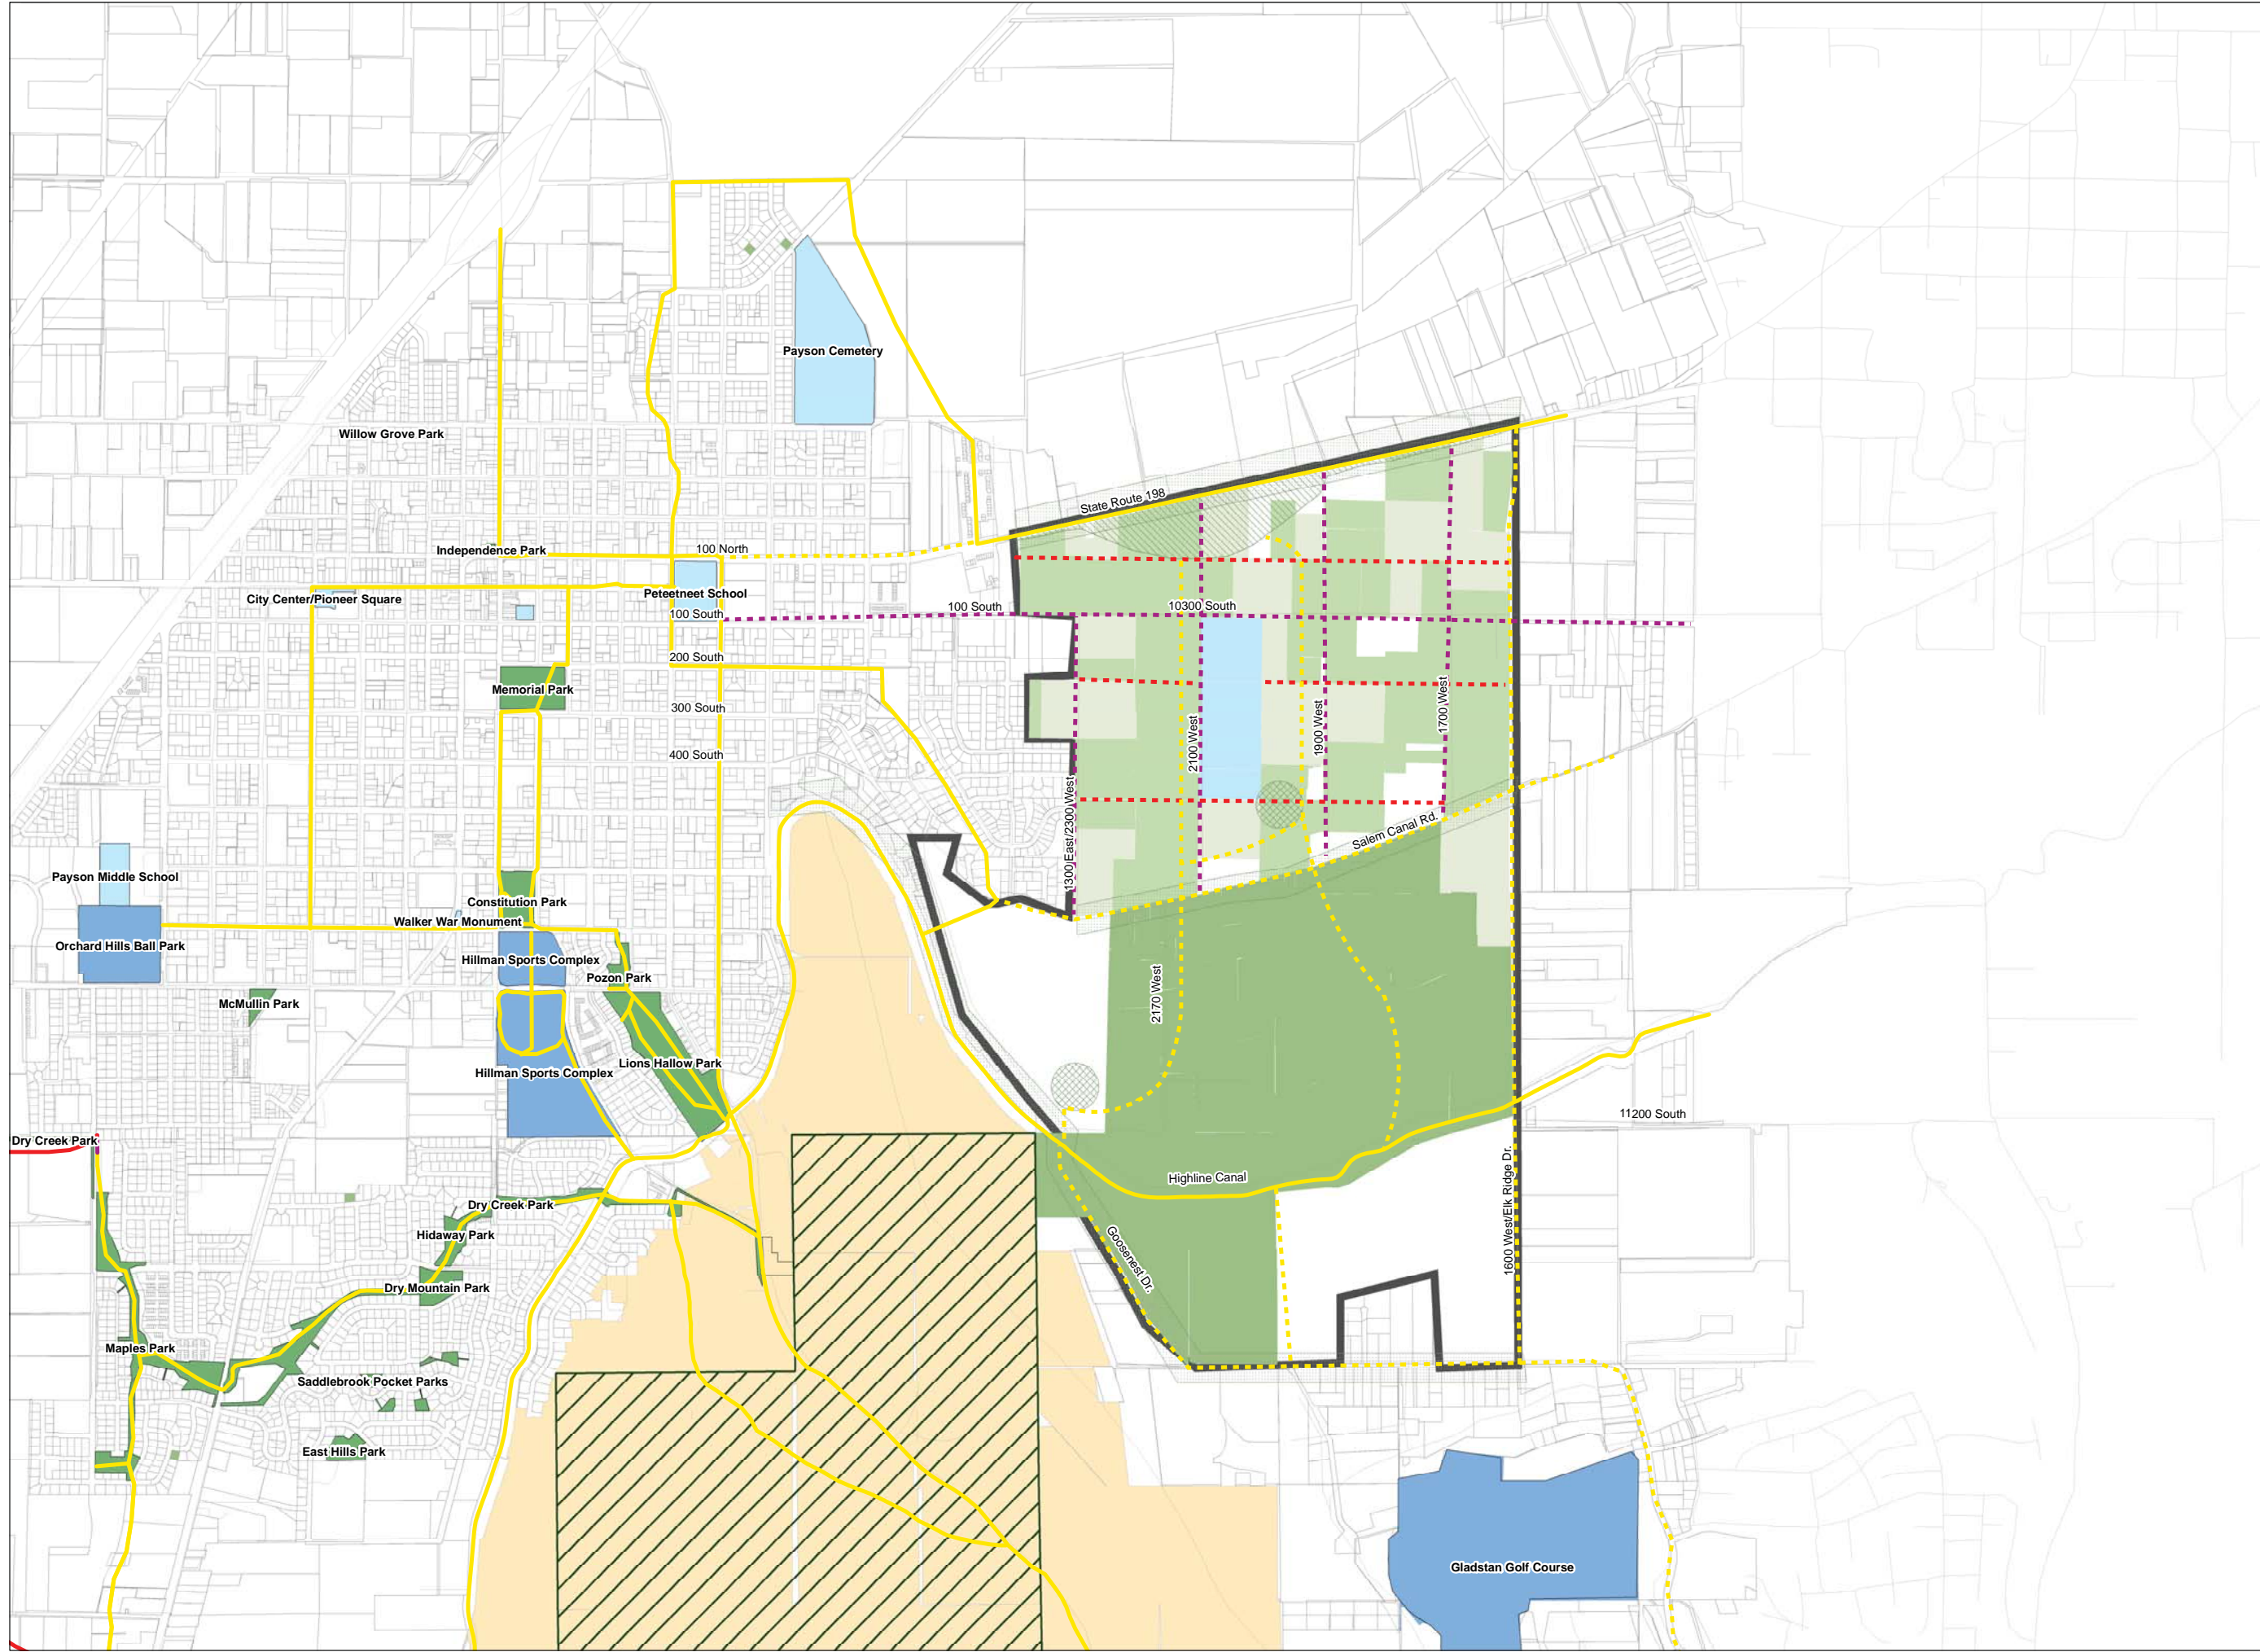 Payson Cemetery
Willow Grove Park
State Route 198
Independence Park
100 North
City Center/Pioneer Square
Peteetneet School
100 South
100 South
10300 South
200 South
Memorial Park
300 South
400 South
2100 West
1900 West
1700 West
1300 East/2300 West
Salem Canal Rd.
Payson Middle School
Constitution Park
Walker War Monument
Orchard Hills Ball Park
Hillman Sports Complex
Pozon Park
McMullin Park
2170 West
Lions Hallow Park
Hillman Sports Complex
11200 South
Dry Creek Park
Highline Canal
1600 West/Elk Ridge Dr.
Dry Creek Park
Hidaway Park
Goosenest Dr.
Dry Mountain Park
Maples Park
Saddlebrook Pocket Parks
East Hills Park
Gladstan Golf Course